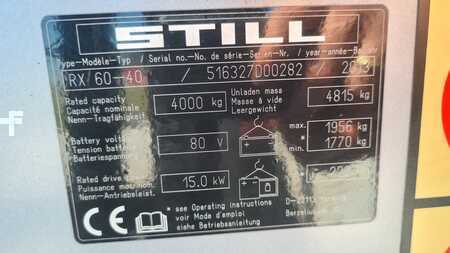 STILL
Type-Modèle-Typ / Serial no.-No. de série-Serien-Nr. / year-année-Baujahr
RX 60-40 / 516327D00282 /
Rated capacity
Capacité nominale
Nenn-Tragfähigkeit
4000 kg
Unladen mass
Masse à vide
Leergewicht
4815 kg
Battery voltage
Tension batterie
Batteriespannung
80 V
max. 1956 kg
min. 1770 kg
Rated drive
Puissance mot. nom.
Nenn-Antriebsleist.
15.0 kW
CE
* see Operating Instructions
voir Mode d'emploi
siehe Betriebsanleitung